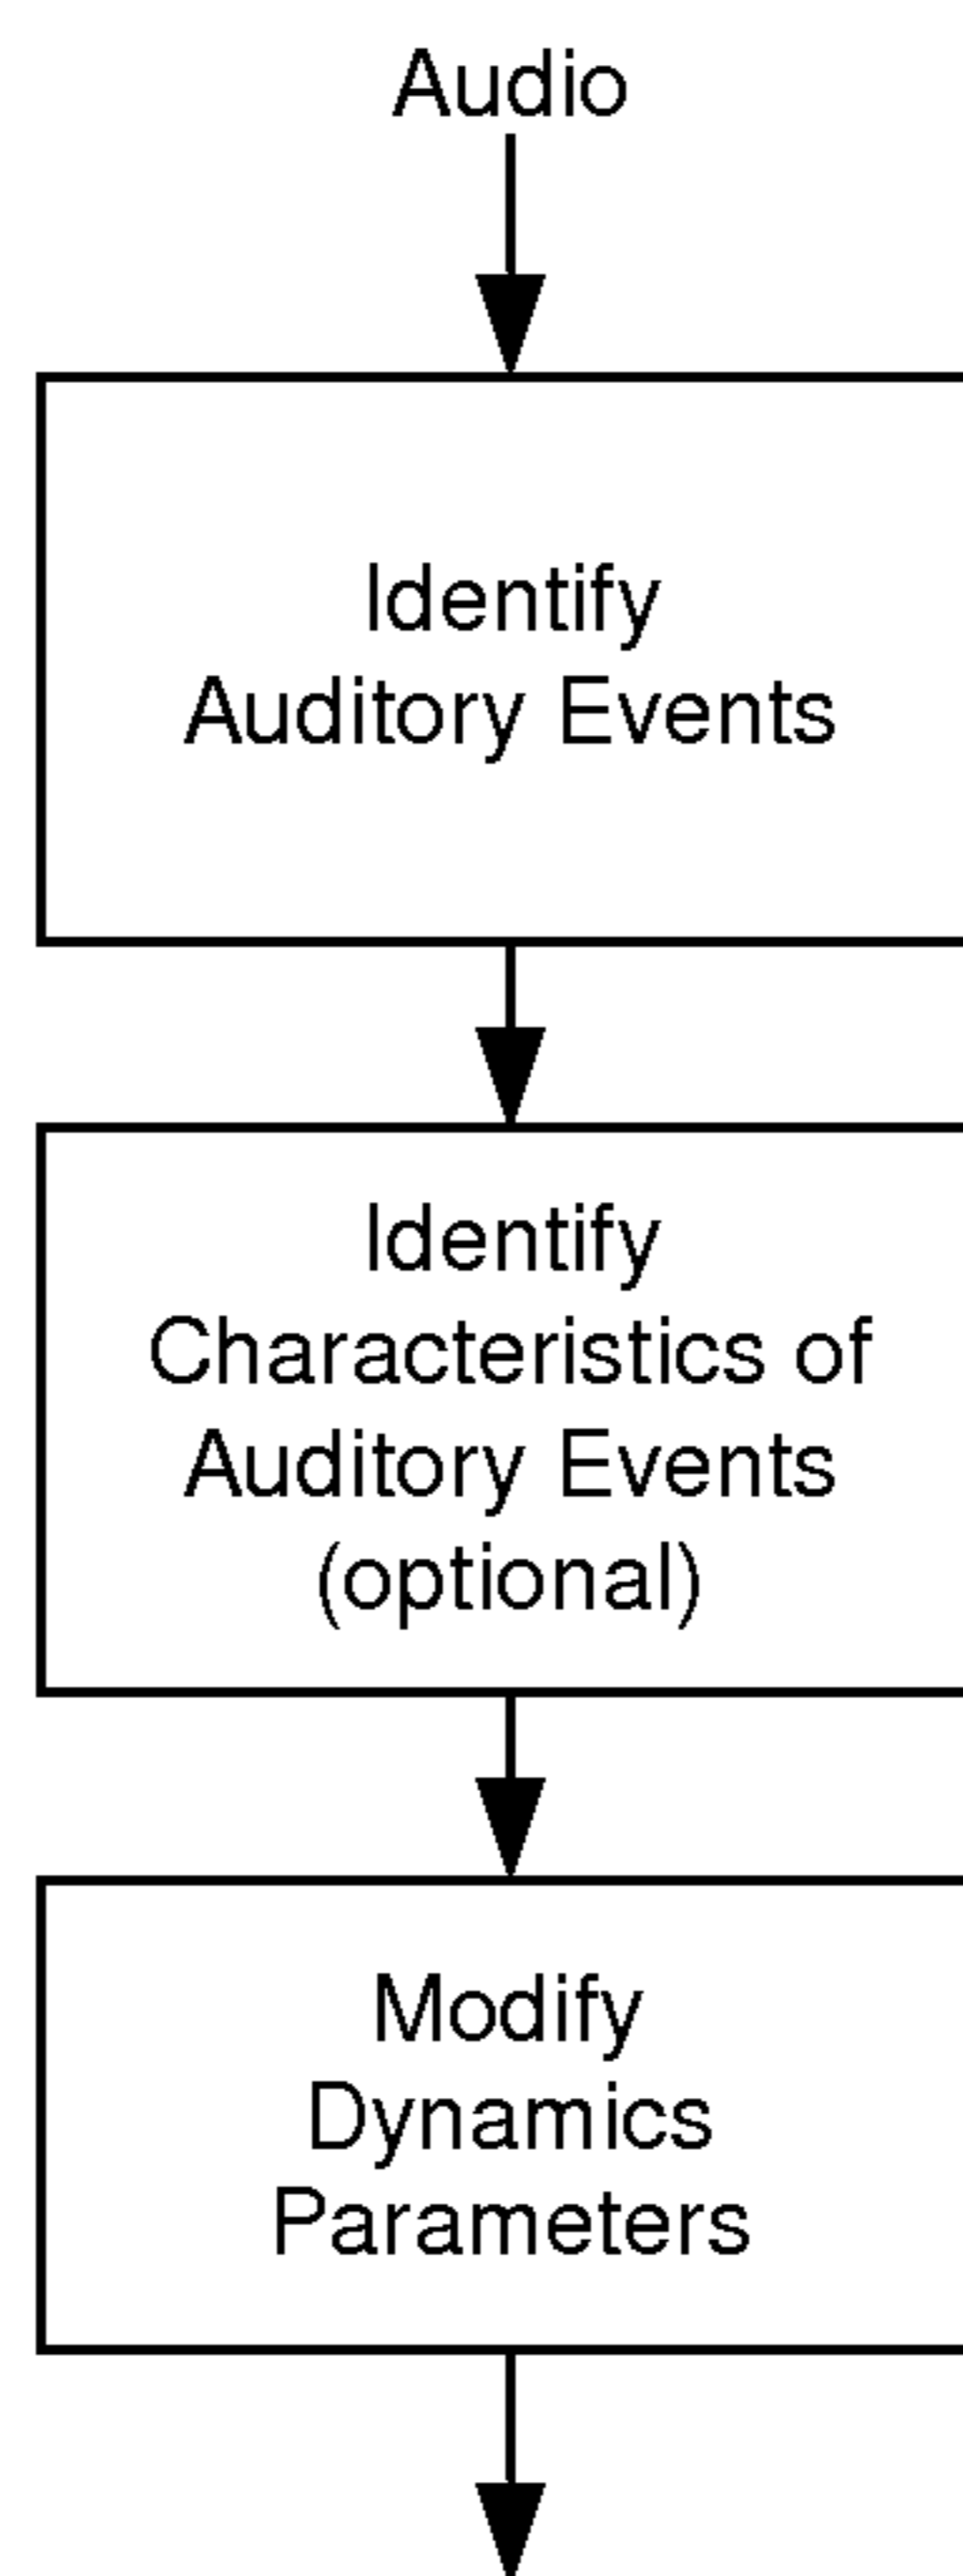 Audio
Identify
Auditory Events
Identify
Characteristics of
Auditory Events
(optional)
Modify
Dynamics
Parameters